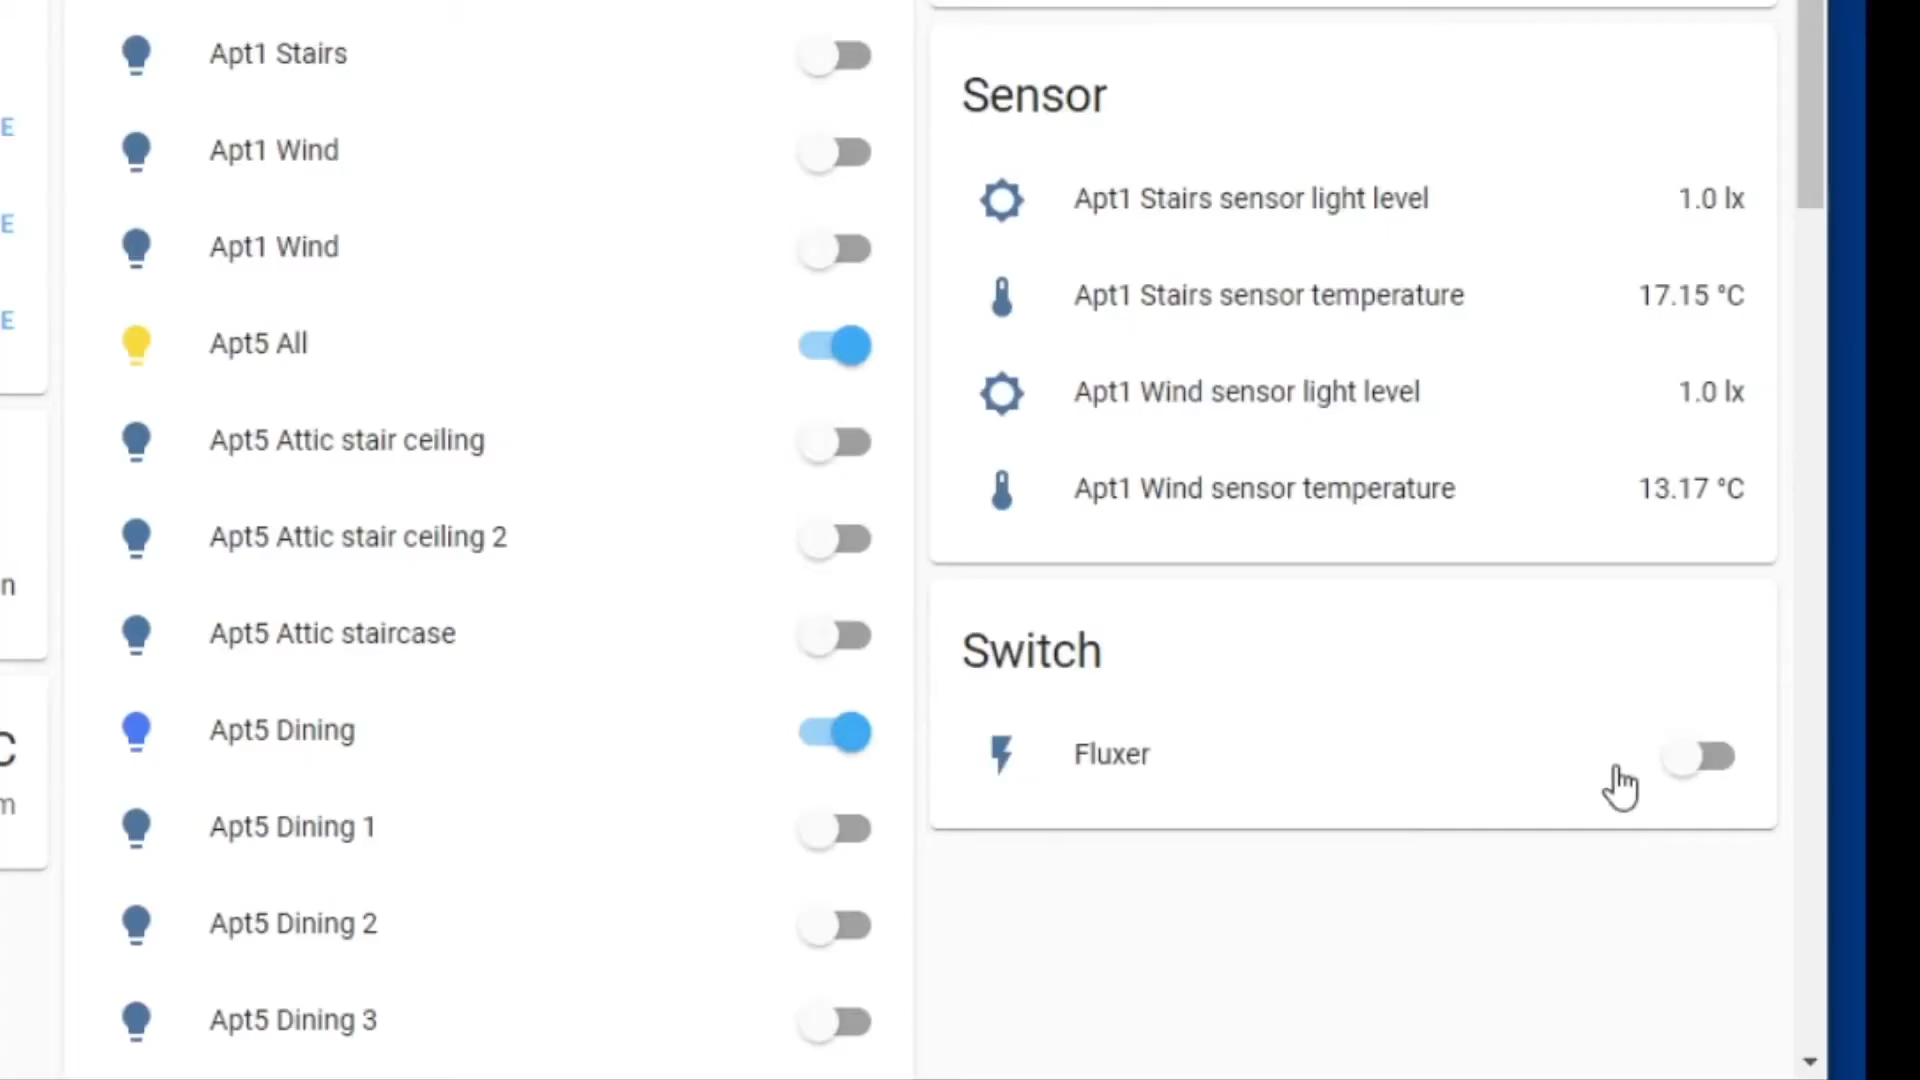 E
E
E
n
C
m
Apt1 Stairs
Apt1 Wind
Apt1 Wind
Apt5 All
Apt5 Attic stair ceiling
Apt5 Attic stair ceiling 2
Apt5 Attic staircase
Apt5 Dining
Apt5 Dining 1
Apt5 Dining 2
Apt5 Dining 3
Sensor
Apt1 Stairs sensor light level 1.0 lx
Apt1 Stairs sensor temperature 17.15 °C
Apt1 Wind sensor light level 1.0 lx
Apt1 Wind sensor temperature 13.17 °C
Switch
Fluxer